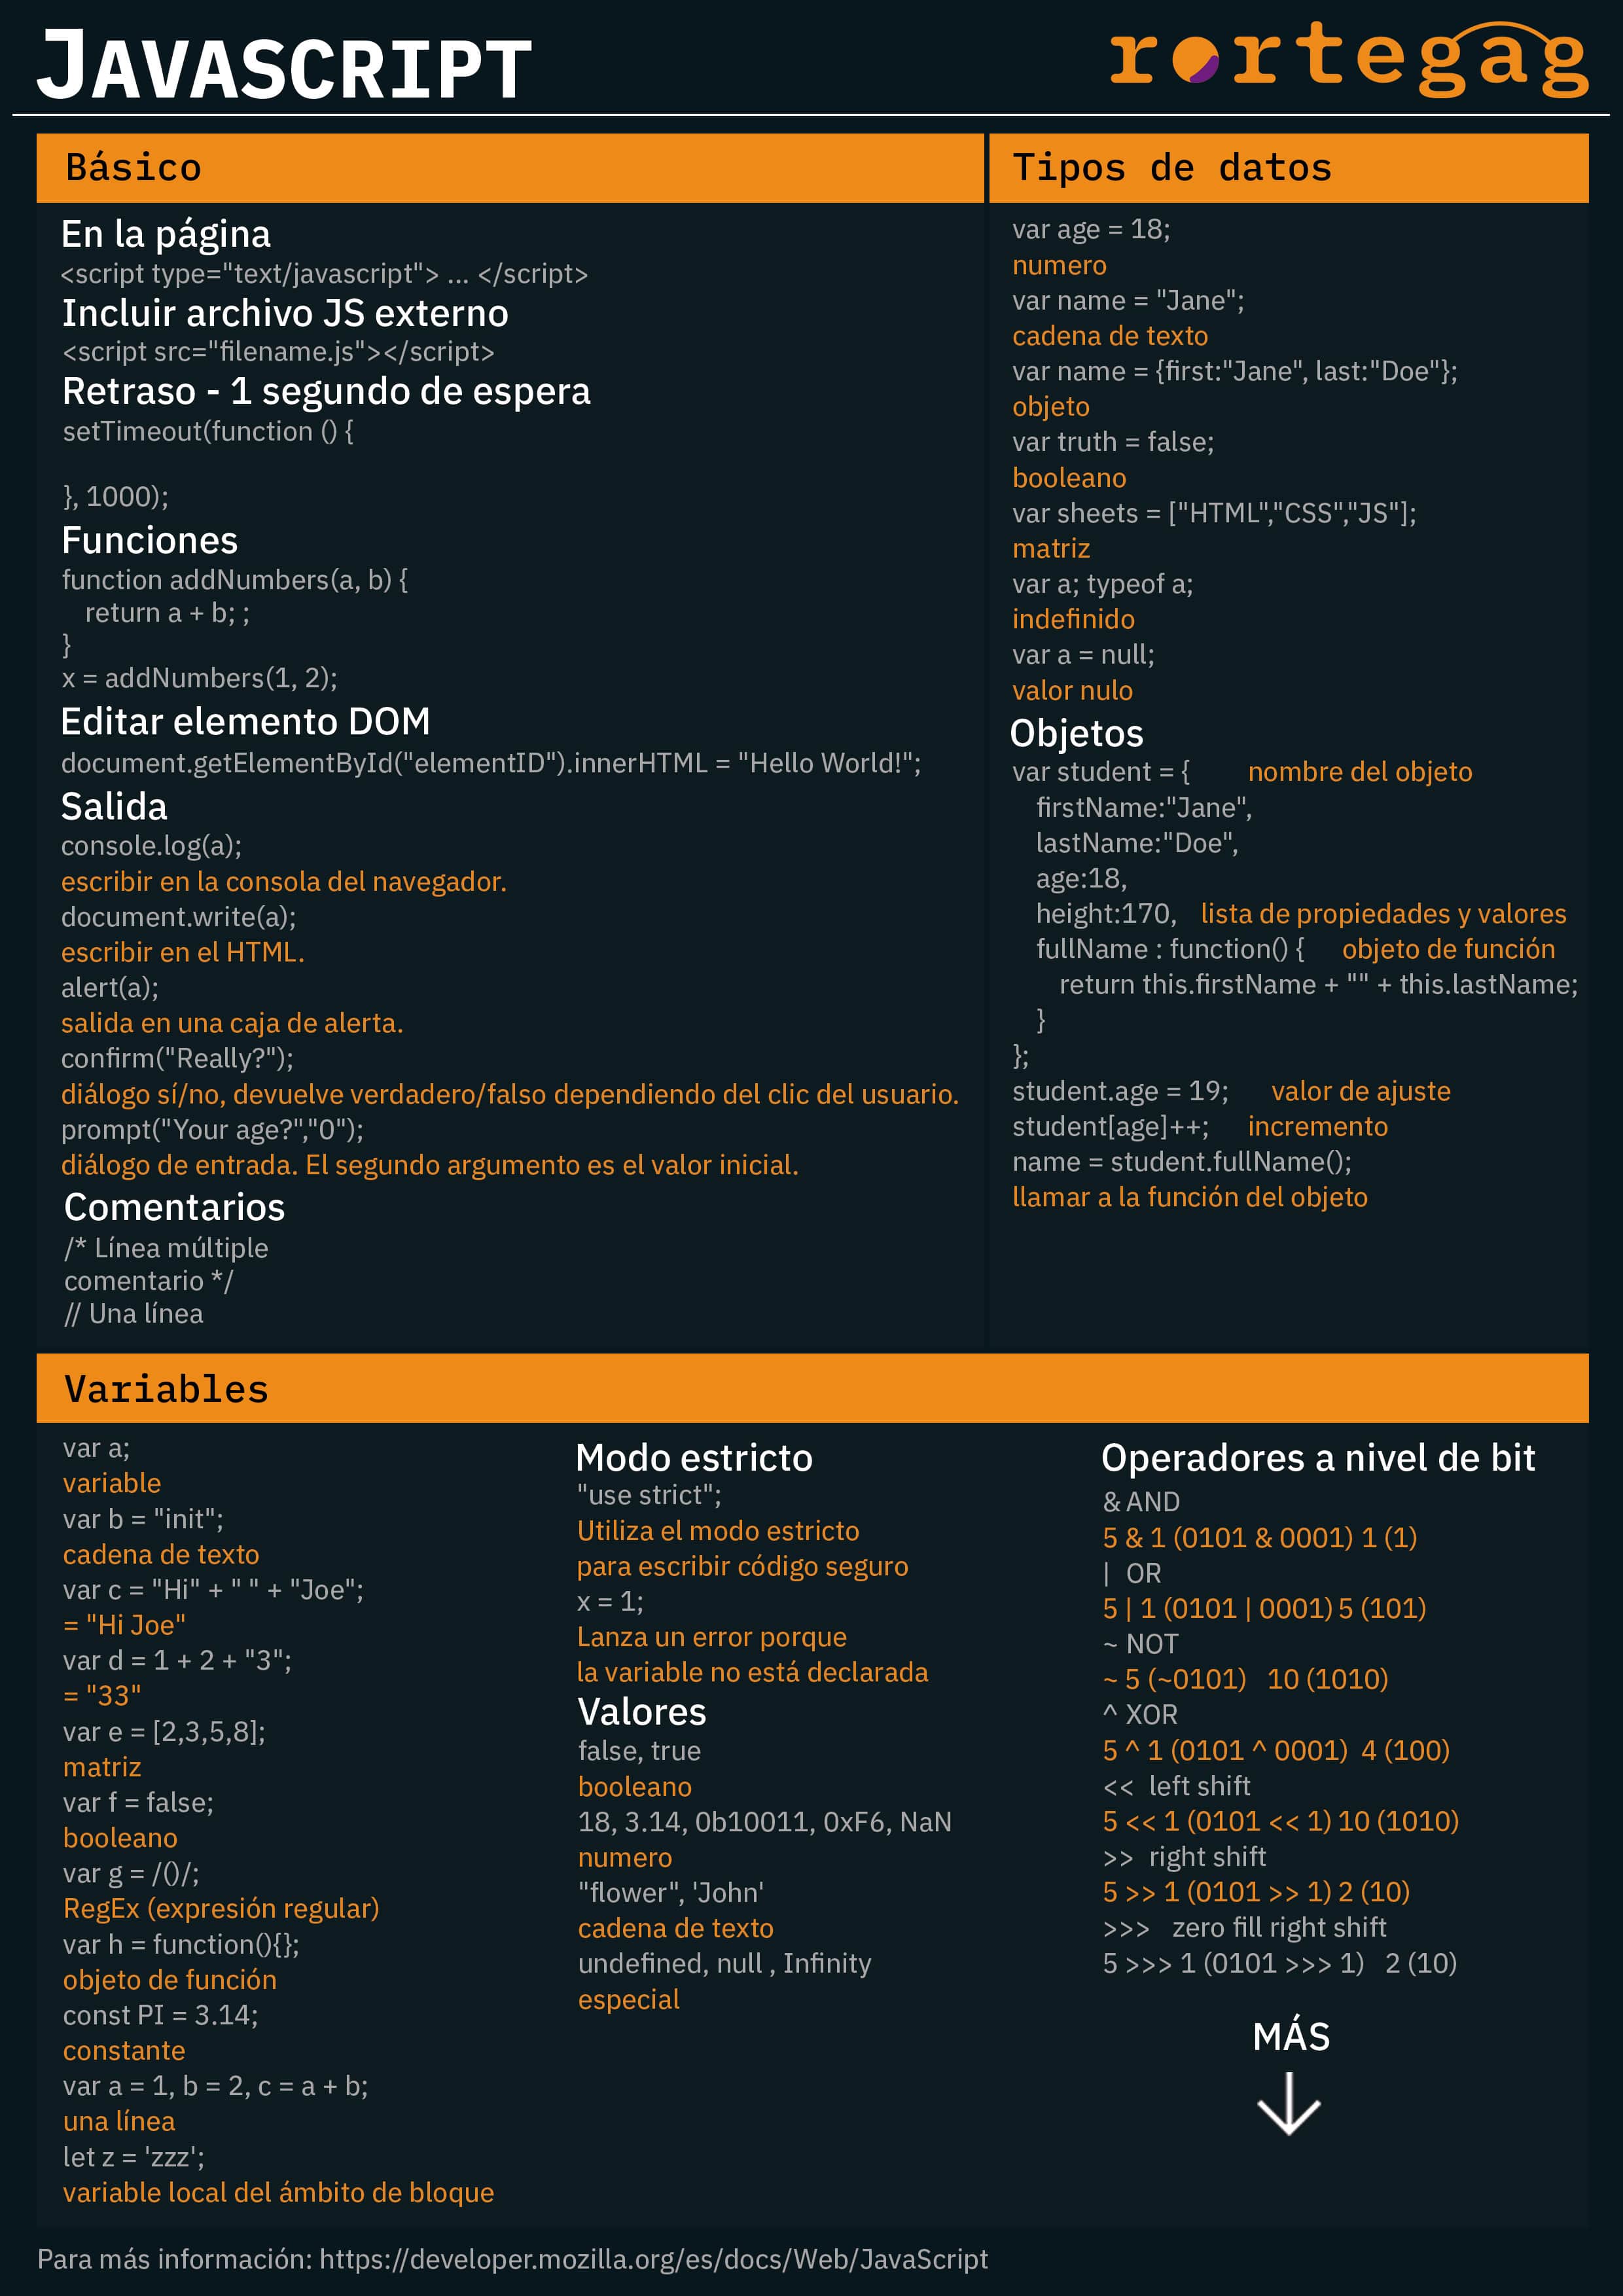 JAVASCRIPT
rortegag
Básico
En la página
<script type="text/javascript"> ... </script>
Incluir archivo JS externo
<script src="filename.js"></script>
Retraso - 1 segundo de espera
setTimeout(function () {
}, 1000);
Funciones
function addNumbers(a, b) {
return a + b; ;
}
x = addNumbers(1, 2);
Editar elemento DOM
document.getElementById("elementID").innerHTML = "Hello World!";
Salida
console.log(a);
escribir en la consola del navegador.
document.write(a);
escribir en el HTML.
alert(a);
salida en una caja de alerta.
confirm("Really?");
diálogo sí/no, devuelve verdadero/falso dependiendo del clic del usuario.
prompt("Your age?","0");
diálogo de entrada. El segundo argumento es el valor inicial.
Comentarios
/* Línea múltiple
comentario */
// Una línea
Tipos de datos
var age = 18;
numero
var name = "Jane";
cadena de texto
var name = {first:"Jane", last:"Doe"};
objeto
var truth = false;
booleano
var sheets = ["HTML","CSS","JS"];
matriz
var a; typeof a;
indefinido
var a = null;
valor nulo
Objetos
var student = { nombre del objeto
firstName:"Jane",
lastName:"Doe",
age:18,
height:170, lista de propiedades y valores
fullName : function() { objeto de función
return this.firstName + "" + this.lastName;
}
};
student.age = 19; valor de ajuste
student[age]++; incremento
name = student.fullName();
llamar a la función del objeto
Variables
var a;
variable
var b = "init";
cadena de texto
var c = "Hi" + " " + "Joe";
= "Hi Joe"
var d = 1 + 2 + "3";
= "33"
var e = [2,3,5,8];
matriz
var f = false;
booleano
var g = /()/;
RegEx (expresión regular)
var h = function(){};
objeto de función
const PI = 3.14;
constante
var a = 1, b = 2, c = a + b;
una línea
let z = 'zzz';
variable local del ámbito de bloque
Modo estricto
"use strict";
Utiliza el modo estricto
para escribir código seguro
x = 1;
Lanza un error porque
la variable no está declarada
Valores
false, true
booleano
18, 3.14, 0b10011, 0xF6, NaN
numero
"flower", 'John'
cadena de texto
undefined, null , Infinity
especial
Operadores a nivel de bit
& AND
5 & 1 (0101 & 0001) 1 (1)
| OR
5 | 1 (0101 | 0001) 5 (101)
~ NOT
~ 5 (~0101) 10 (1010)
^ XOR
5 ^ 1 (0101 ^ 0001) 4 (100)
<< left shift
5 << 1 (0101 << 1) 10 (1010)
>> right shift
5 >> 1 (0101 >> 1) 2 (10)
>>> zero fill right shift
5 >>> 1 (0101 >>> 1) 2 (10)
MÁS
Para más información: https://developer.mozilla.org/es/docs/Web/JavaScript